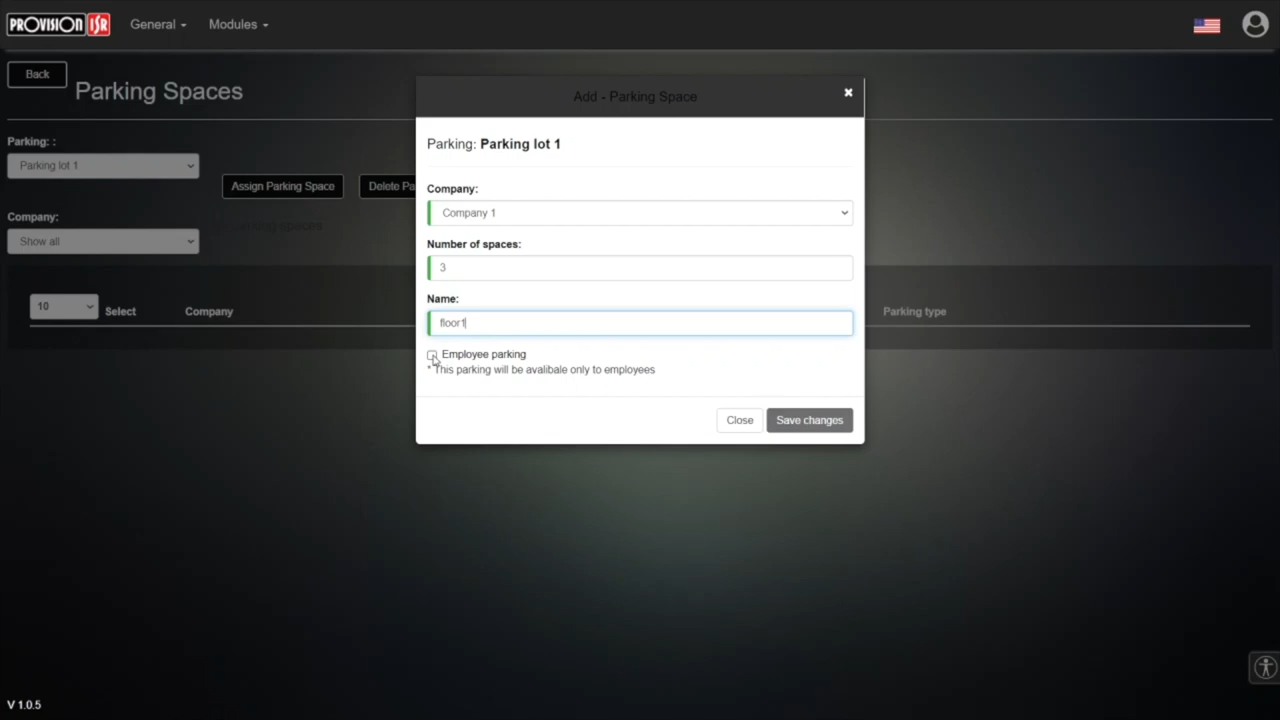 PROVISION ISR
General
Modules
Back
Parking Spaces
Parking: :
Parking lot 1
Assign Parking Space
Delete Pa
Company:
Show all
10
Select
Company
Parking type
Add - Parking Space
Parking: Parking lot 1
Company:
Company 1
Number of spaces:
3
Name:
floor1
Employee parking
* This parking will be avalibale only to employees
Close
Save changes
V 1.0.5